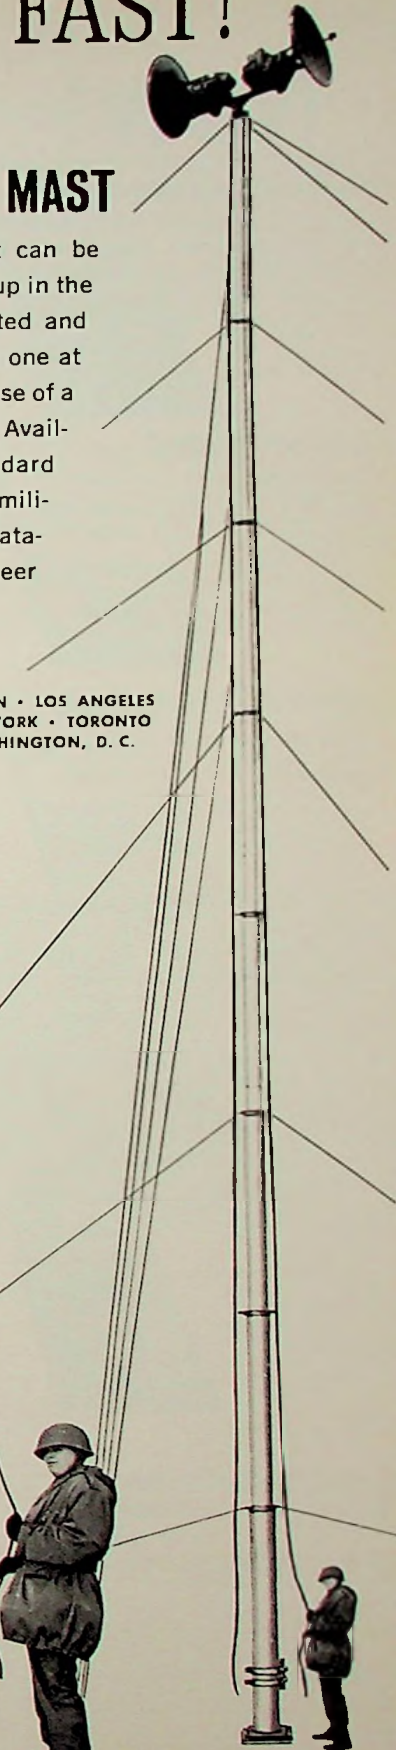 FAST!
MAST
can be
up in the
ted and
one at
se of a
Avail-
dard
mili-
ata-
eer
N • LOS ANGELES
ORK • TORONTO
HINGTON, D. C.